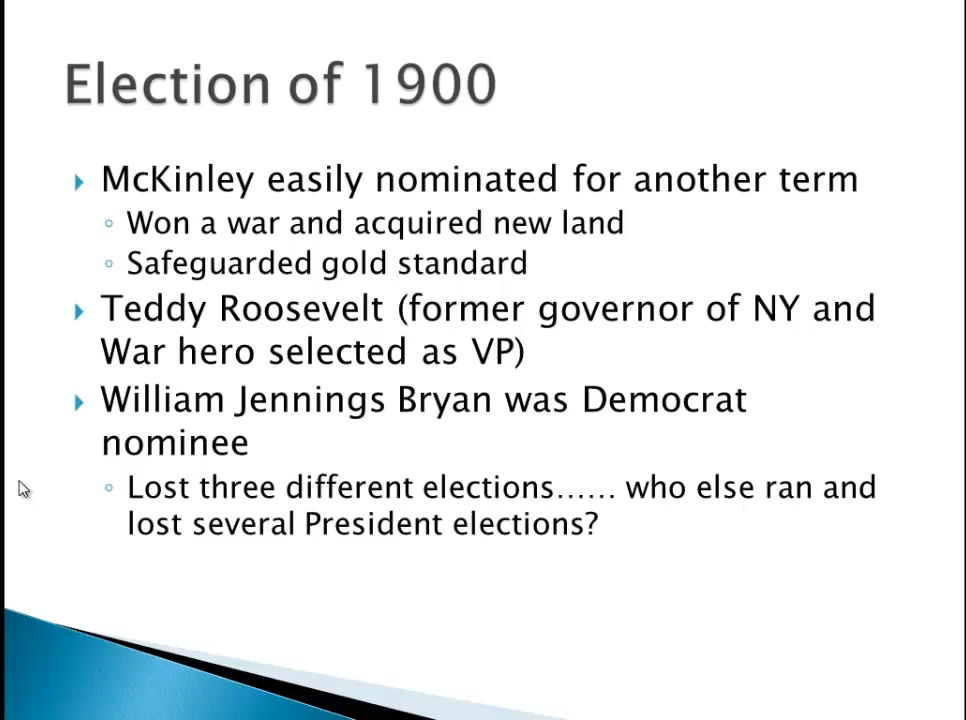 Election of 1900
McKinley easily nominated for another term
Won a war and acquired new land
Safeguarded gold standard
Teddy Roosevelt (former governor of NY and
War hero selected as VP)
William Jennings Bryan was Democrat
nominee
Lost three different elections…… who else ran and
lost several President elections?